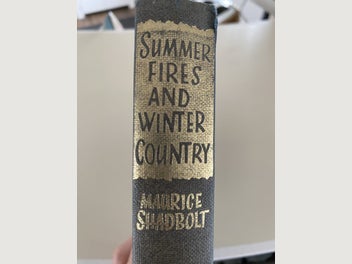 SUMMER
FIRES
AND
WINTER
COUNTRY
MAURICE
SHADBOLT